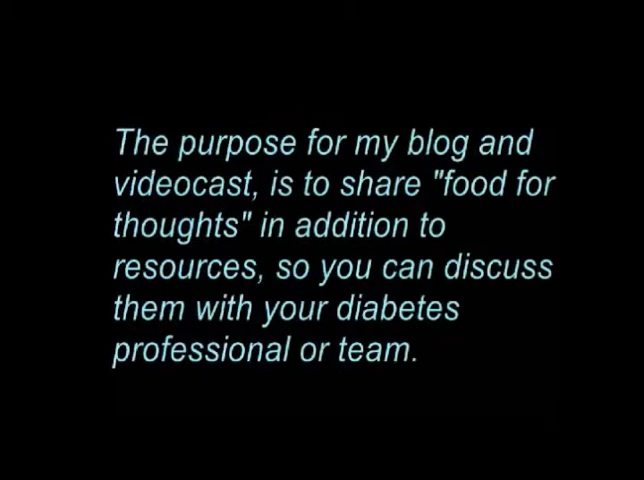 The purpose for my blog and
videocast, is to share "food for
thoughts" in addition to
resources, so you can discuss
them with your diabetes
professional or team.